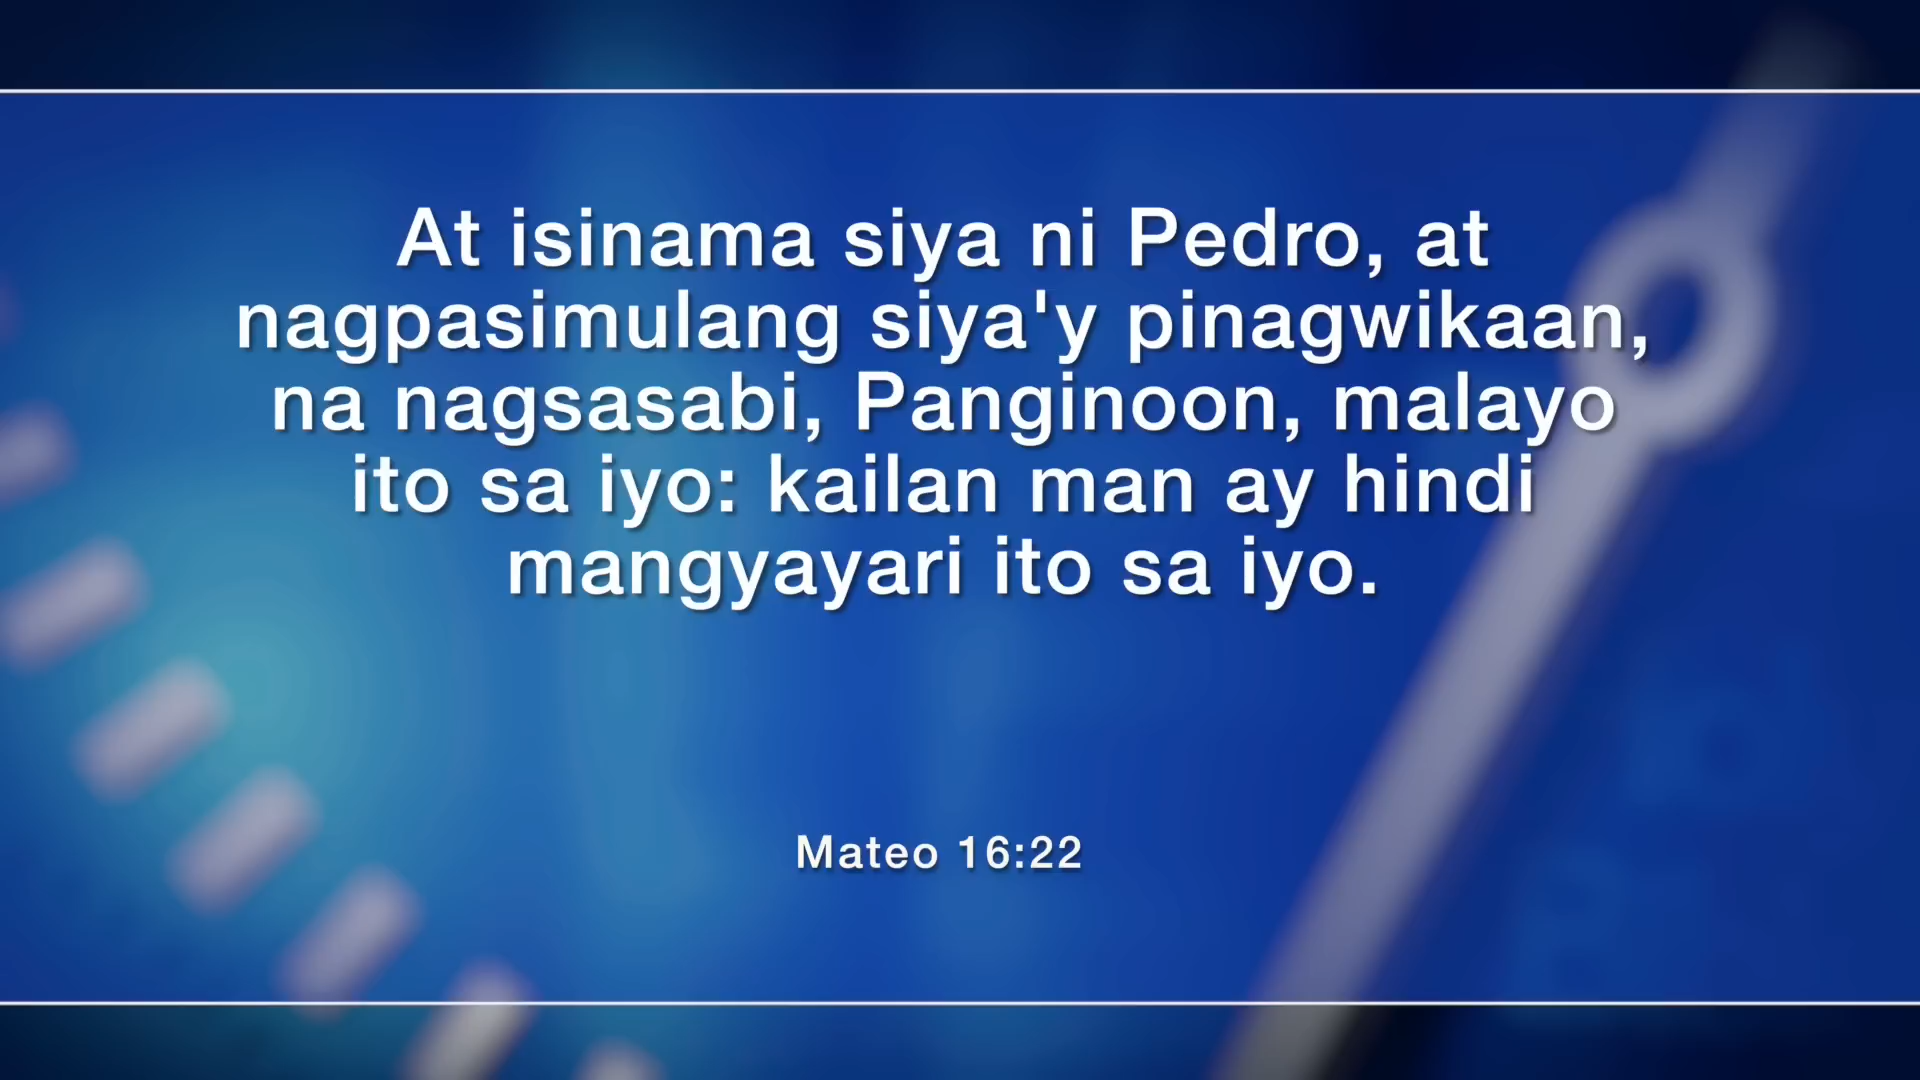 At isinama siya ni Pedro, at
nagpasimulang siya'y pinagwikaan,
na nagsasabi, Panginoon, malayo
ito sa iyo: kailan man ay hindi
mangyayari ito sa iyo.
Mateo 16:22